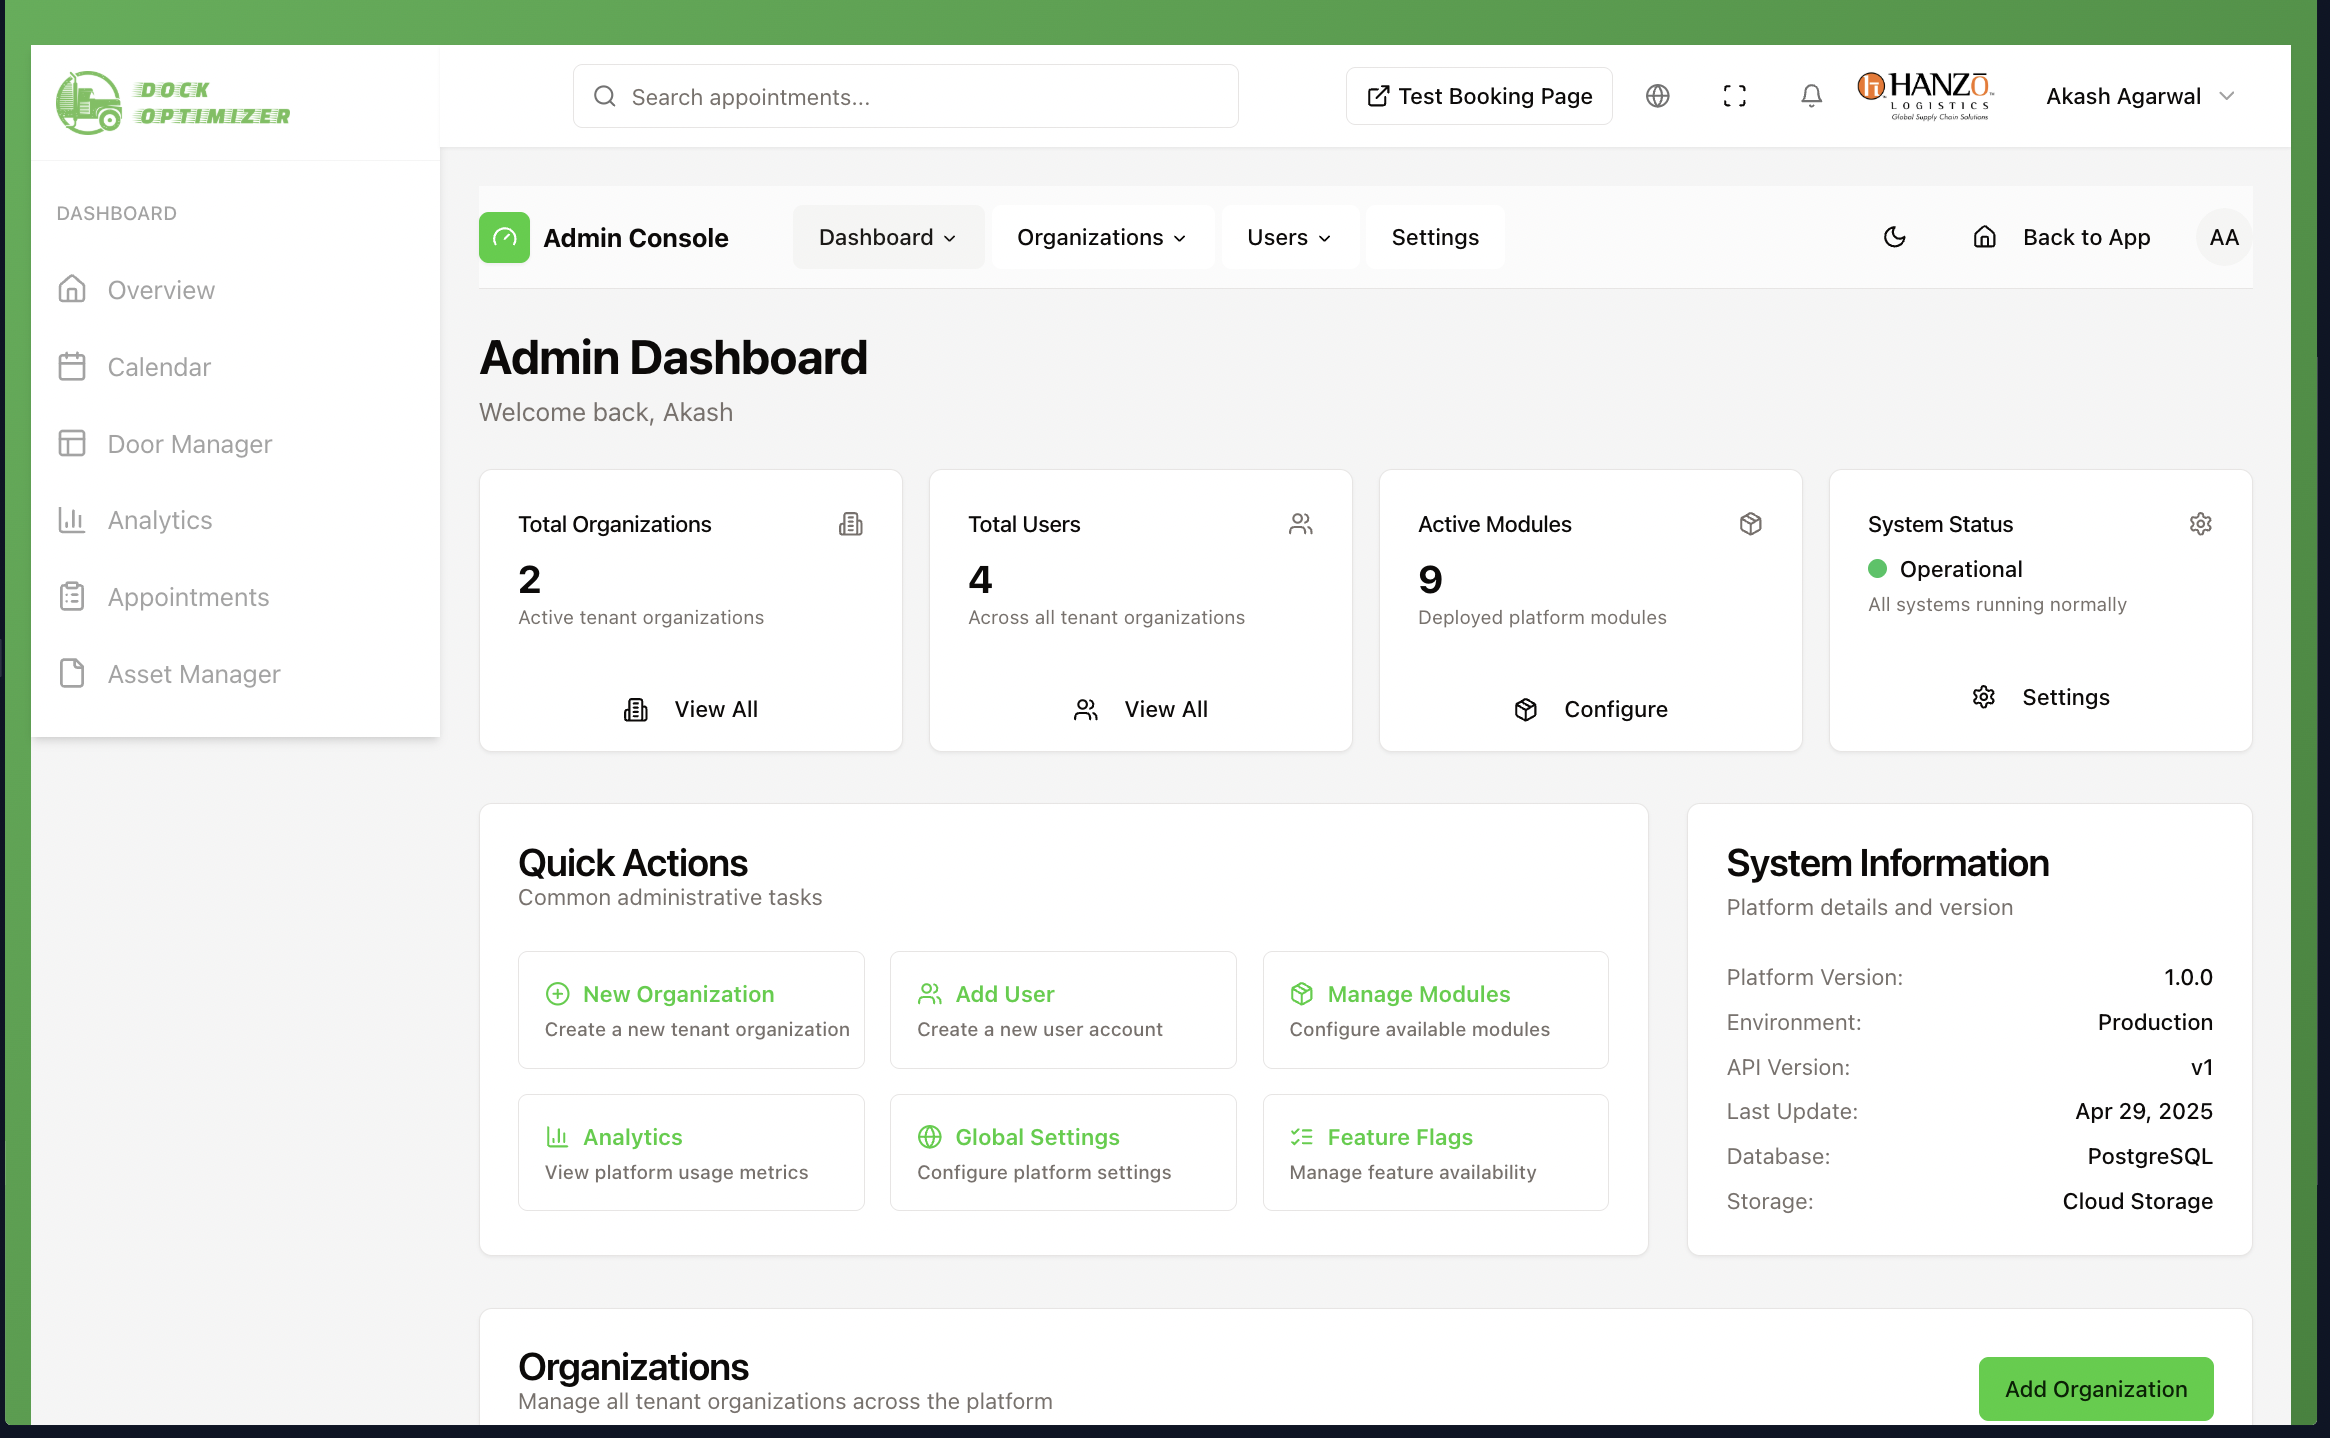 DOCK
OPTIMIZER
Search appointments...
Test Booking Page
HANZŌ
LOGISTICS
Global Supply Chain Solutions
Akash Agarwal
DASHBOARD
Overview
Calendar
Door Manager
Analytics
Appointments
Asset Manager
Admin Console
Dashboard
Organizations
Users
Settings
Back to App
AA
Admin Dashboard
Welcome back, Akash
Total Organizations
2
Active tenant organizations
View All
Total Users
4
Across all tenant organizations
View All
Active Modules
9
Deployed platform modules
Configure
System Status
Operational
All systems running normally
Settings
Quick Actions
Common administrative tasks
New Organization
Create a new tenant organization
Add User
Create a new user account
Manage Modules
Configure available modules
Analytics
View platform usage metrics
Global Settings
Configure platform settings
Feature Flags
Manage feature availability
System Information
Platform details and version
Platform Version: 1.0.0
Environment: Production
API Version: v1
Last Update: Apr 29, 2025
Database: PostgreSQL
Storage: Cloud Storage
Organizations
Manage all tenant organizations across the platform
Add Organization